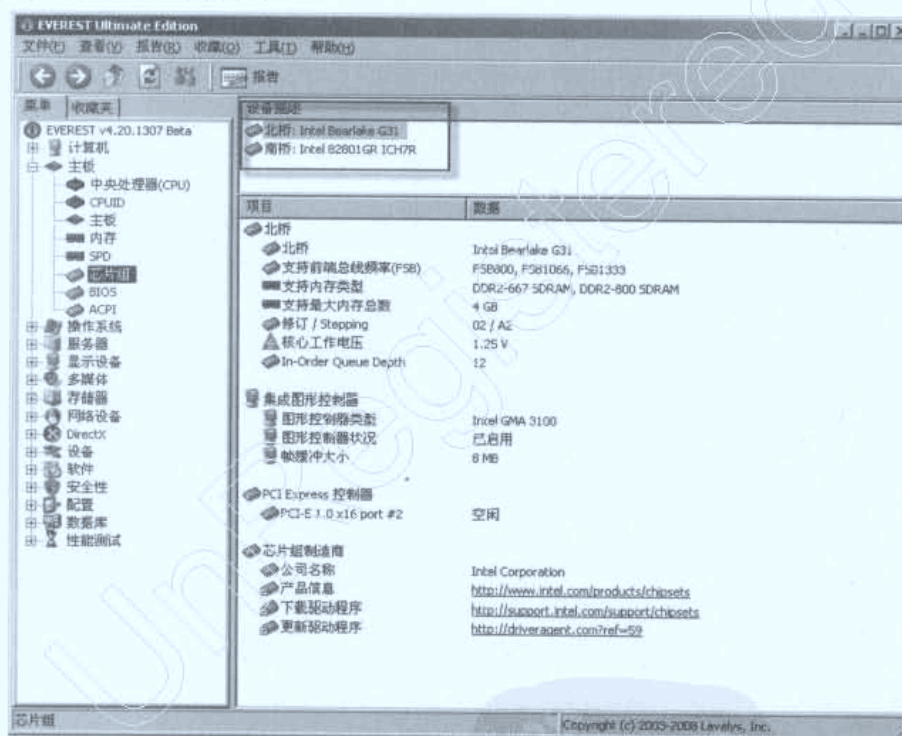 EVEREST Ultimate Edition
文件(F) 查看(V) 报告(R) 收藏(O) 工具(T) 帮助(H)
报告
菜单 收藏夹
EVEREST v4.20.1307 Beta
计算机
主板
中央处理器(CPU)
CPUID
主板
内存
SPD
芯片组
BIOS
ACPI
操作系统
服务器
显示设备
多媒体
存储器
网络设备
DirectX
设备
软件
安全性
配置
数据库
性能测试
设备描述
北桥: Intel Bearlake G31
南桥: Intel 82801GR ICH7R
项目 数据
北桥
北桥 Intel Bearlake G31
支持前端总线频率(FSB) FSB800, FSB1066, FSB1333
支持内存类型 DDR2-667 SDRAM, DDR2-800 SDRAM
支持最大内存总数 4 GB
修订 / Stepping 02 / A2
核心工作电压 1.25 V
In-Order Queue Depth 12
集成图形控制器
图形控制器类型 Intel GMA 3100
图形控制器状况 已启用
帧缓冲大小 8 MB
PCI Express 控制器
PCI-E 1.0 x16 port #2 空闲
芯片组制造商
公司名称 Intel Corporation
产品信息 http://www.intel.com/products/chipsets
下载驱动程序 http://support.intel.com/support/chipsets
更新驱动程序 http://driveragent.com?ref=59
芯片组
Copyright (c) 2003-2008 Lavalys, Inc.
UnRegistered